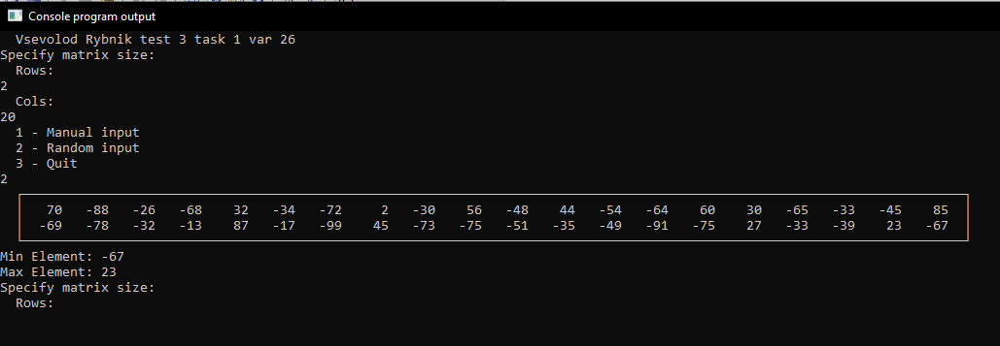 Console program output
Vsevolod Rybnik test 3 task 1 var 26
Specify matrix size:
Rows:
2
Cols:
20
1 - Manual input
2 - Random input
3 - Quit
2
70 -88 -26 -68 32 -34 -72 2 -30 56 -48 44 -54 -64 60 30 -65 -33 -45 85
-69 -78 -32 -13 87 -17 -99 45 -73 -75 -51 -35 -49 -91 -75 27 -33 -39 23 -67
Min Element: -67
Max Element: 23
Specify matrix size:
Rows: